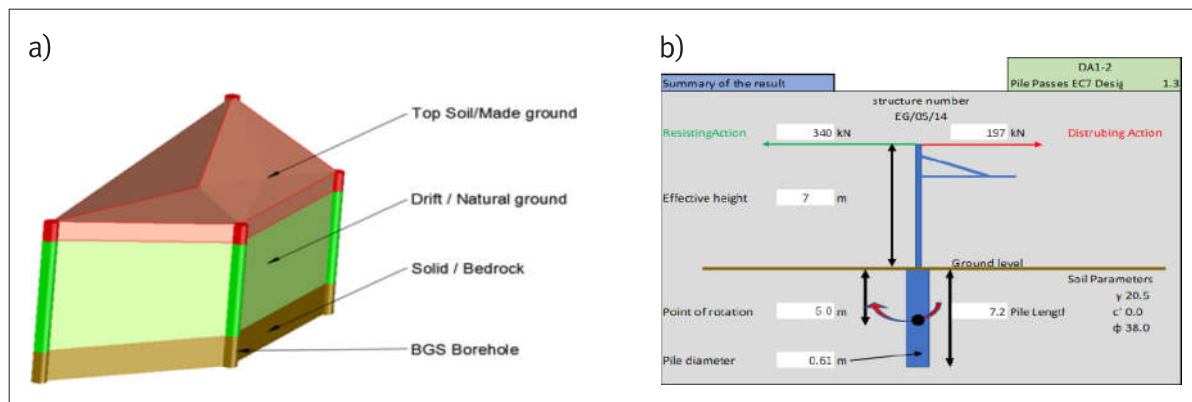 a)
Top Soil/Made ground
Drift / Natural ground
Solid / Bedrock
BGS Borehole
b)
DA1-2
Summary of the result
Pile Passes EC7 Desig 1.3
structure number
EG/05/14
ResistingAction 340 kN 197 kN Distrubing Action
Effective height 7 m
Ground level
Soil Parameters
γ 20.5
Point of rotation 5.0 m 7.2 Pile Length c' 0.0
ф 38.0
Pile diameter 0.61 m